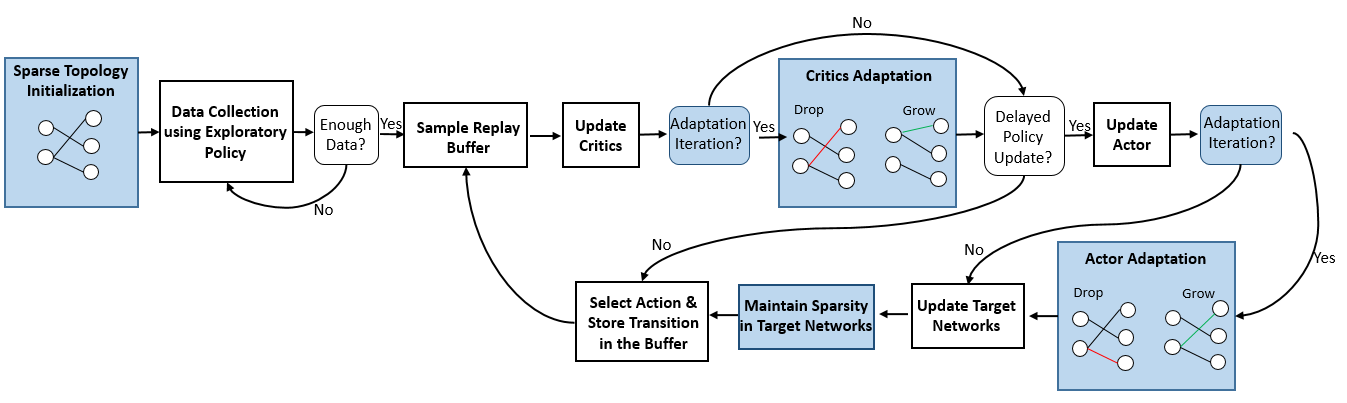 Sparse Topology
Initialization
Data Collection
using Exploratory
Policy
Enough
Data?
Yes
No
Sample Replay
Buffer
Update
Critics
Adaptation
Iteration?
Yes
No
Critics Adaptation
Drop
Grow
Delayed
Policy
Update?
Yes
No
Update
Actor
Adaptation
Iteration?
Yes
No
Actor Adaptation
Drop
Grow
Update Target
Networks
Maintain Sparsity
in Target Networks
Select Action &
Store Transition
in the Buffer